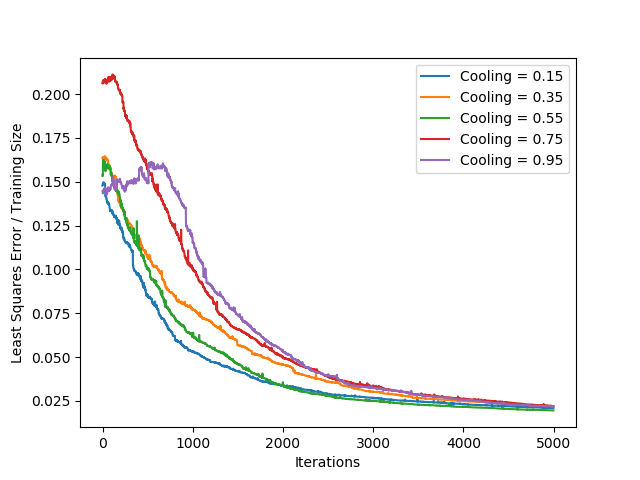 Cooling = 0.15
Cooling = 0.35
Cooling = 0.55
Cooling = 0.75
Cooling = 0.95
Least Squares Error / Training Size
0.200
0.175
0.150
0.125
0.100
0.075
0.050
0.025
0 1000 2000 3000 4000 5000
Iterations